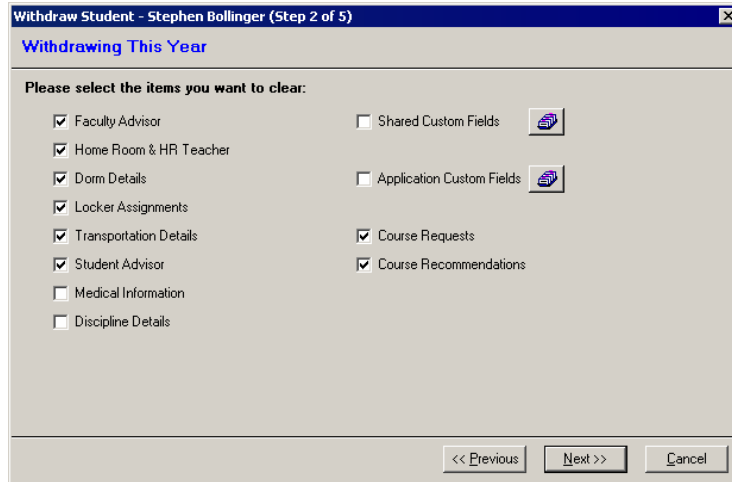 Withdraw Student - Stephen Bollinger (Step 2 of 5)
Withdrawing This Year
Please select the items you want to clear:
Faculty Advisor
Shared Custom Fields
Home Room & HR Teacher
Dorm Details
Application Custom Fields
Locker Assignments
Transportation Details
Course Requests
Student Advisor
Course Recommendations
Medical Information
Discipline Details
<< Previous
Next >>
Cancel